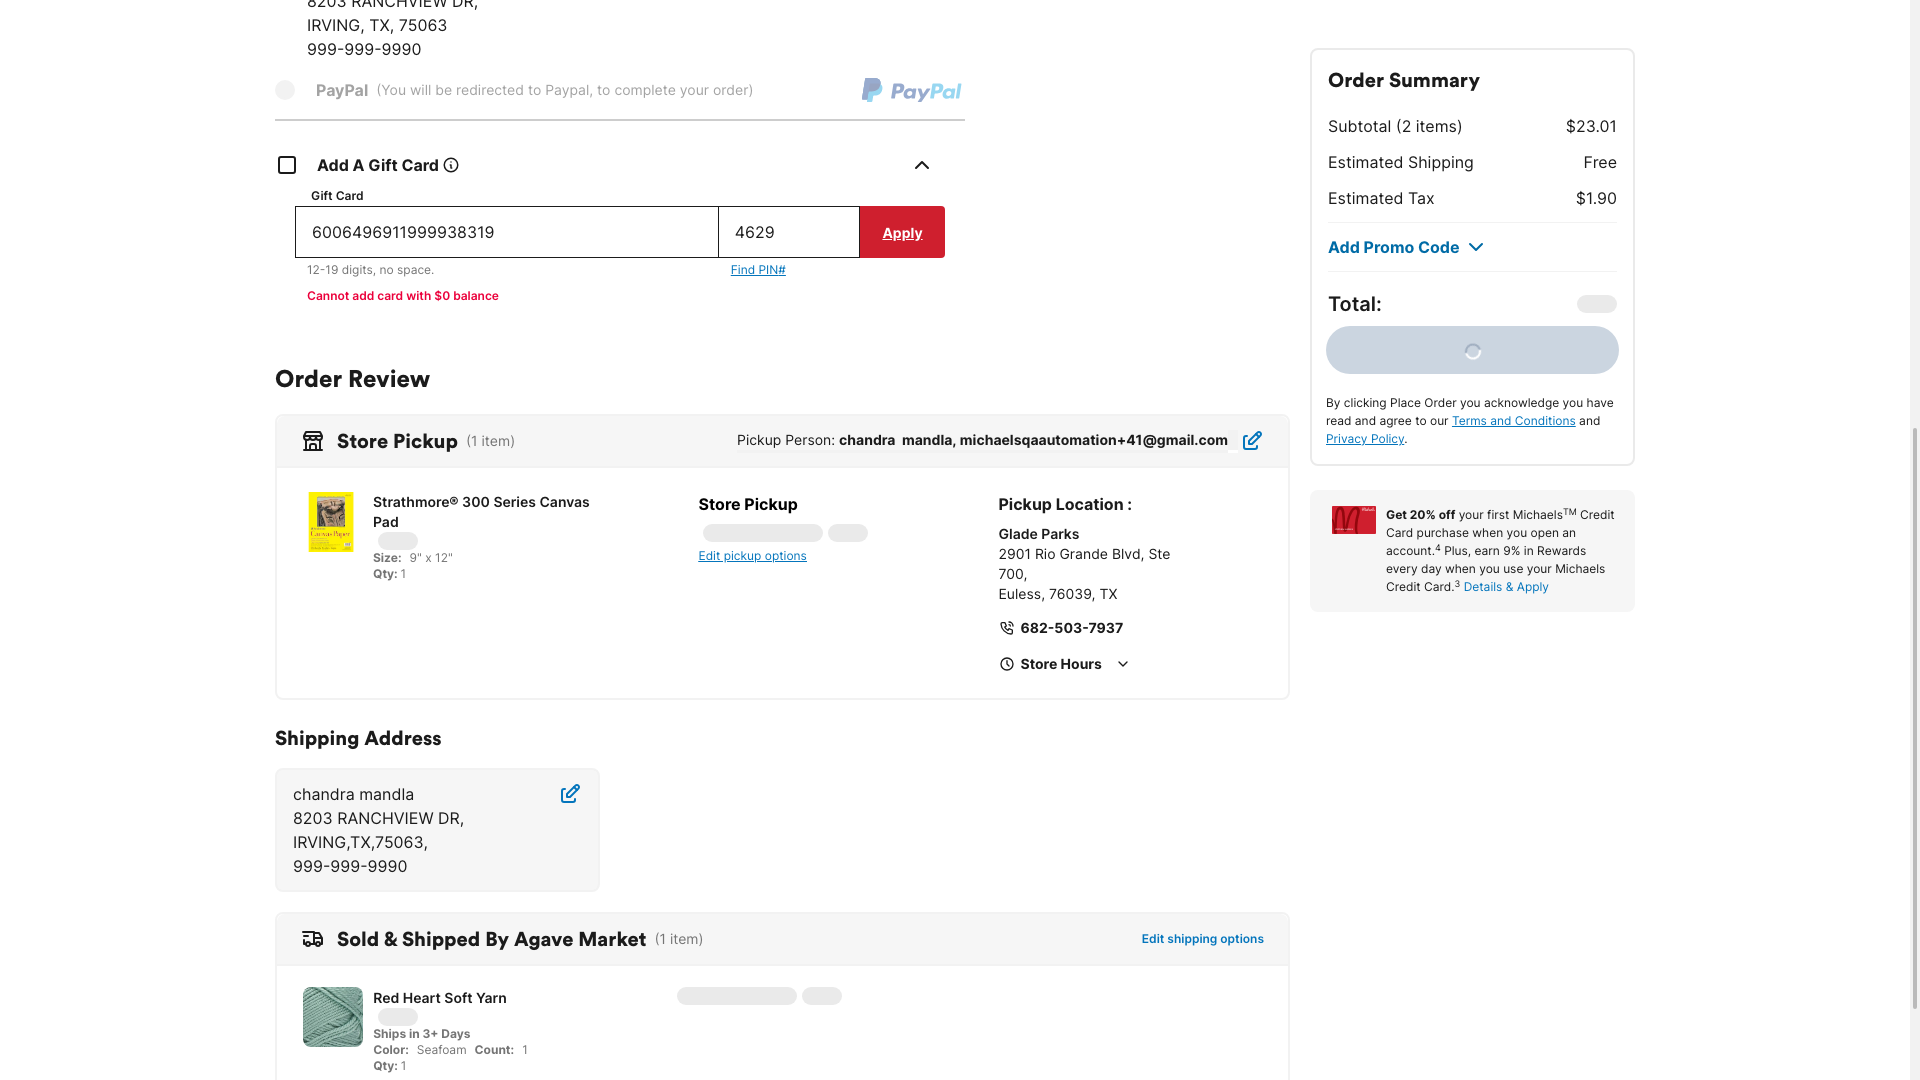 8203 RANCHVIEW DR,
IRVING, TX, 75063
999-999-9990
PayPal (You will be redirected to Paypal, to complete your order)
PayPal
Add A Gift Card
Gift Card
6006496911999938319
4629
Apply
12-19 digits, no space.
Find PIN#
Cannot add card with $0 balance
Order Review
Store Pickup (1 item)
Pickup Person: chandra mandla, michaelsqaautomation+41@gmail.com
Strathmore® 300 Series Canvas
Pad
Size: 9" x 12"
Qty: 1
Store Pickup
Edit pickup options
Pickup Location :
Glade Parks
2901 Rio Grande Blvd, Ste
700,
Euless, 76039, TX
682-503-7937
Store Hours
Shipping Address
chandra mandla
8203 RANCHVIEW DR,
IRVING,TX,75063,
999-999-9990
Sold & Shipped By Agave Market (1 item)
Edit shipping options
Red Heart Soft Yarn
Ships in 3+ Days
Color: Seafoam Count: 1
Qty: 1
Order Summary
Subtotal (2 items) $23.01
Estimated Shipping Free
Estimated Tax $1.90
Add Promo Code
Total:
By clicking Place Order you acknowledge you have
read and agree to our Terms and Conditions and
Privacy Policy.
Get 20% off your first Michaels™ Credit
Card purchase when you open an
account.⁴ Plus, earn 9% in Rewards
every day when you use your Michaels
Credit Card.³ Details & Apply